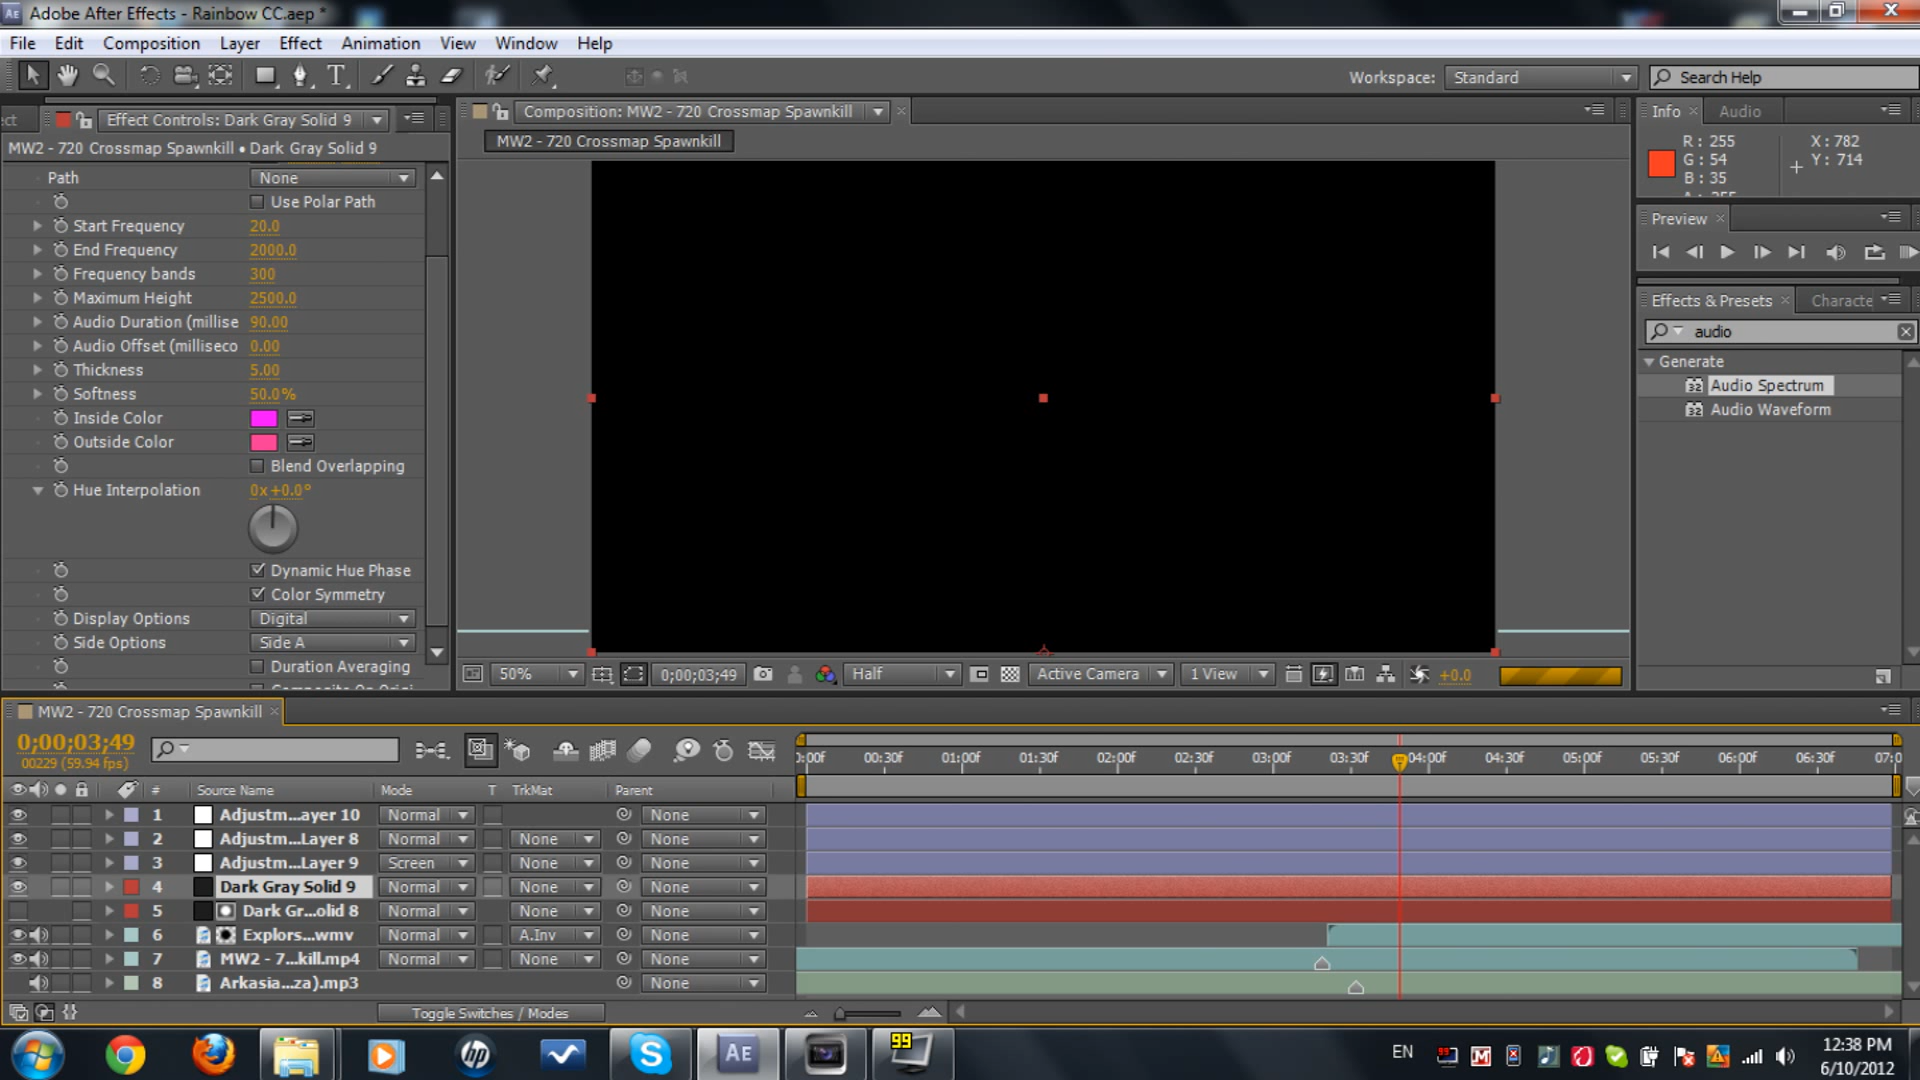 Adobe After Effects - Rainbow CC.aep *
File Edit Composition Layer Effect Animation View Window Help
Workspace: Standard Search Help
Effect Controls: Dark Gray Solid 9
MW2 - 720 Crossmap Spawnkill • Dark Gray Solid 9
Path None
Use Polar Path
Start Frequency 20.0
End Frequency 2000.0
Frequency bands 300
Maximum Height 2500.0
Audio Duration (millise 90.00
Audio Offset (milliseco 0.00
Thickness 5.00
Softness 50.0%
Inside Color
Outside Color
Blend Overlapping
Hue Interpolation 0x+0.0°
Dynamic Hue Phase
Color Symmetry
Display Options Digital
Side Options Side A
Duration Averaging
Composition: MW2 - 720 Crossmap Spawnkill
MW2 - 720 Crossmap Spawnkill
50% 0;00;03;49 Half Active Camera 1 View +0.0
Info Audio
R: 255 X: 782
G: 54 Y: 714
B: 35
Preview
Effects & Presets Characte
audio
Generate
32 Audio Spectrum
32 Audio Waveform
MW2 - 720 Crossmap Spawnkill
0;00;03;49
00229 (59.94 fps)
):00f 00:30f 01:00f 01:30f 02:00f 02:30f 03:00f 03:30f 04:00f 04:30f 05:00f 05:30f 06:00f 06:30f 07:0
# Source Name Mode T TrkMat Parent
1 Adjustm...ayer 10 Normal None
2 Adjustm...Layer 8 Normal None None
3 Adjustm...Layer 9 Screen None None
4 Dark Gray Solid 9 Normal None None
5 Dark Gr...olid 8 Normal None None
6 Explors....wmv Normal A.Inv None
7 MW2 - 7...kill.mp4 Normal None None
8 Arkasia...za).mp3 None
Toggle Switches / Modes
hp S AE 99
EN
12:38 PM
6/10/2012